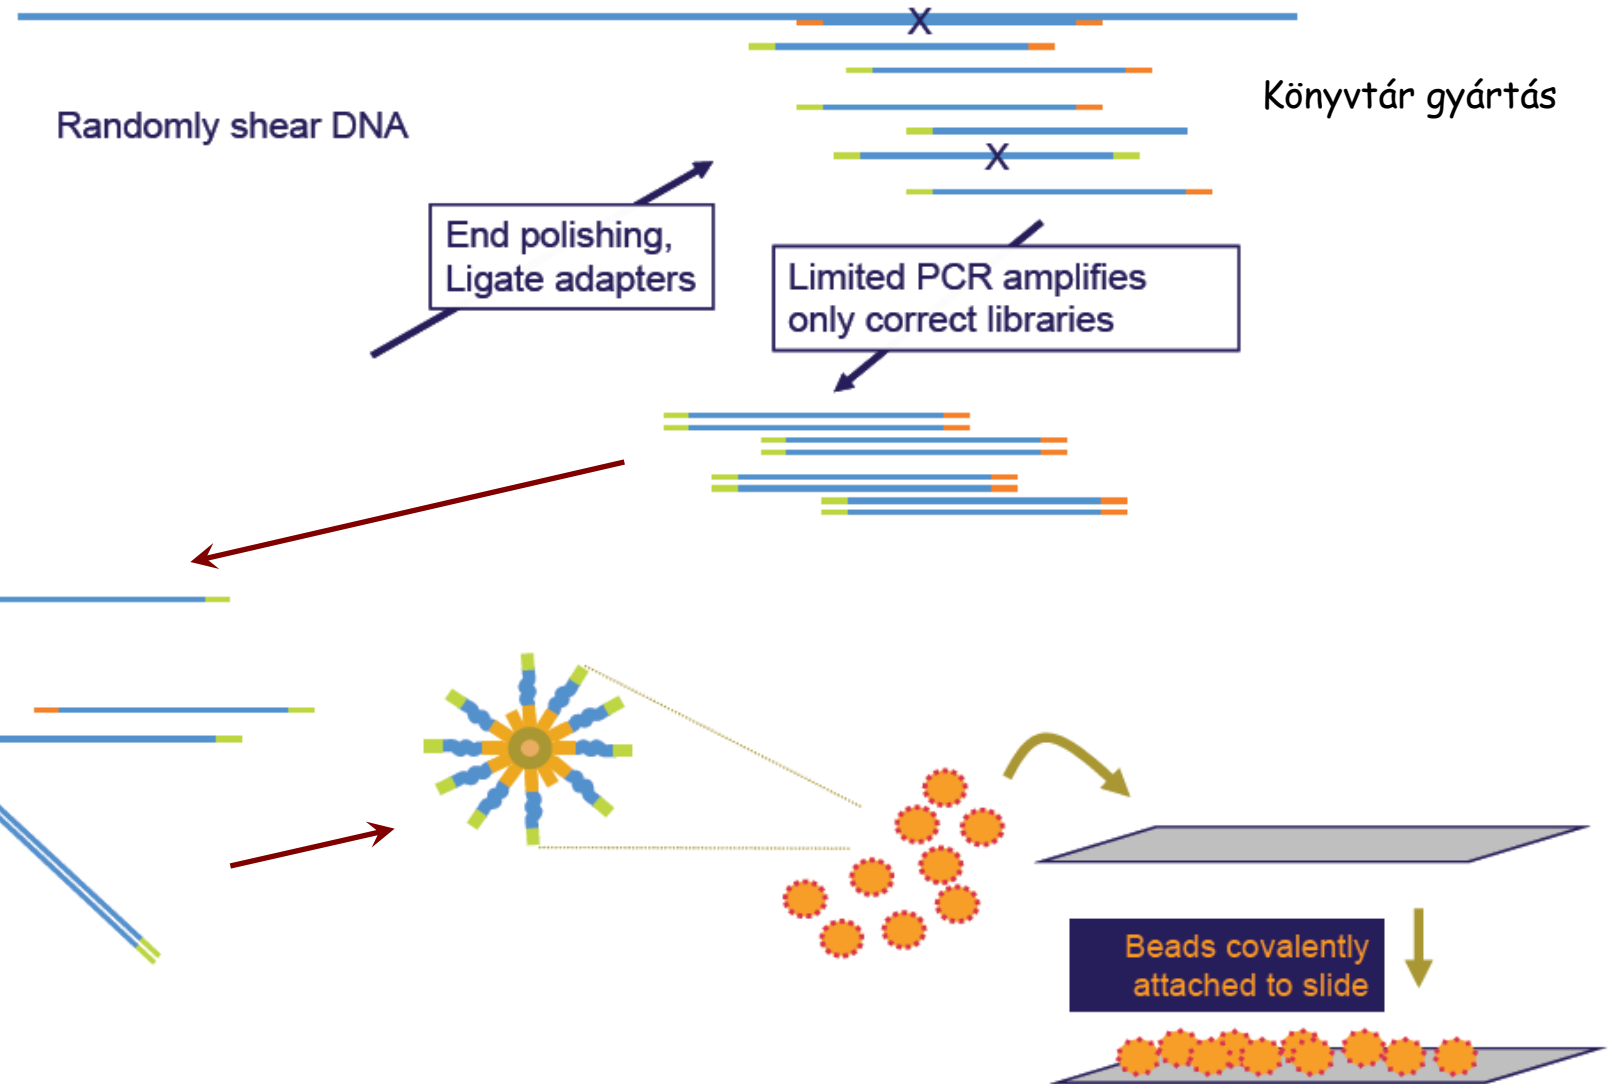 X
Könyvtár gyártás
Randomly shear DNA
X
End polishing,
Ligate adapters
Limited PCR amplifies
only correct libraries
Beads covalently
attached to slide